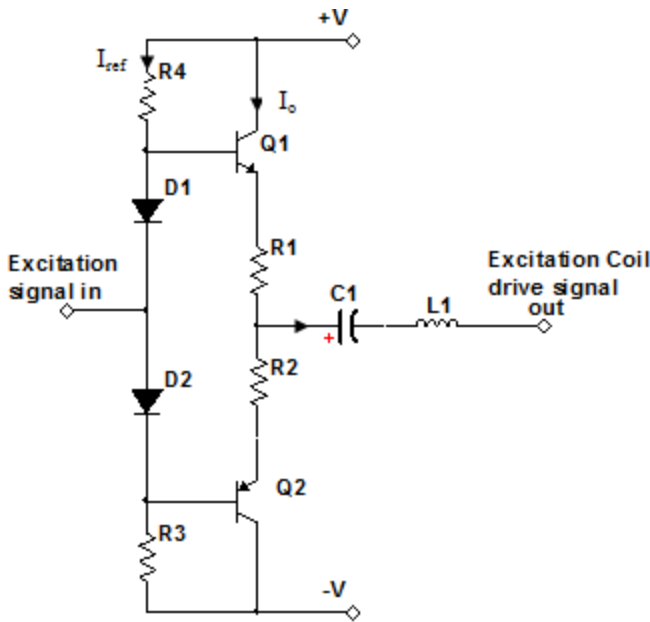 +V
Iref
R4
Io
Q1
D1
R1
Excitation
signal in
Excitation Coil
drive signal
out
C1
L1
+
R2
D2
Q2
R3
-V